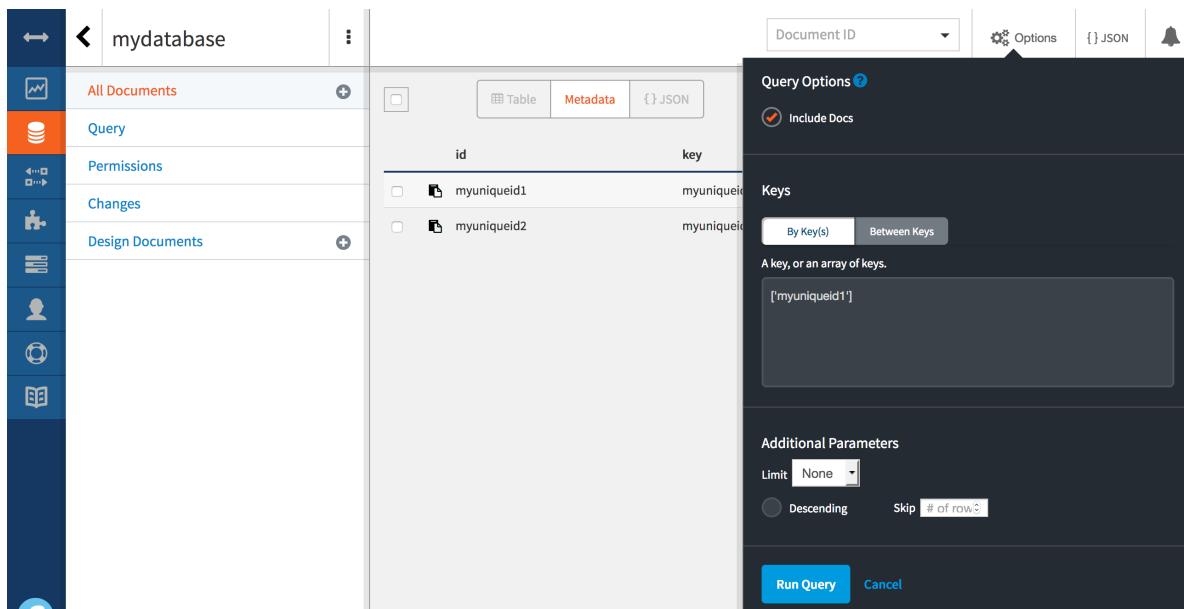 mydatabase
Document ID
Options
{ } JSON
All Documents
Query
Permissions
Changes
Design Documents
Table
Metadata
{ } JSON
id
key
myuniqueid1
myuniqueid2
Query Options
Include Docs
Keys
By Key(s)
Between Keys
A key, or an array of keys.
['myuniqueid1']
Additional Parameters
Limit
None
Descending
Skip
# of row
Run Query
Cancel